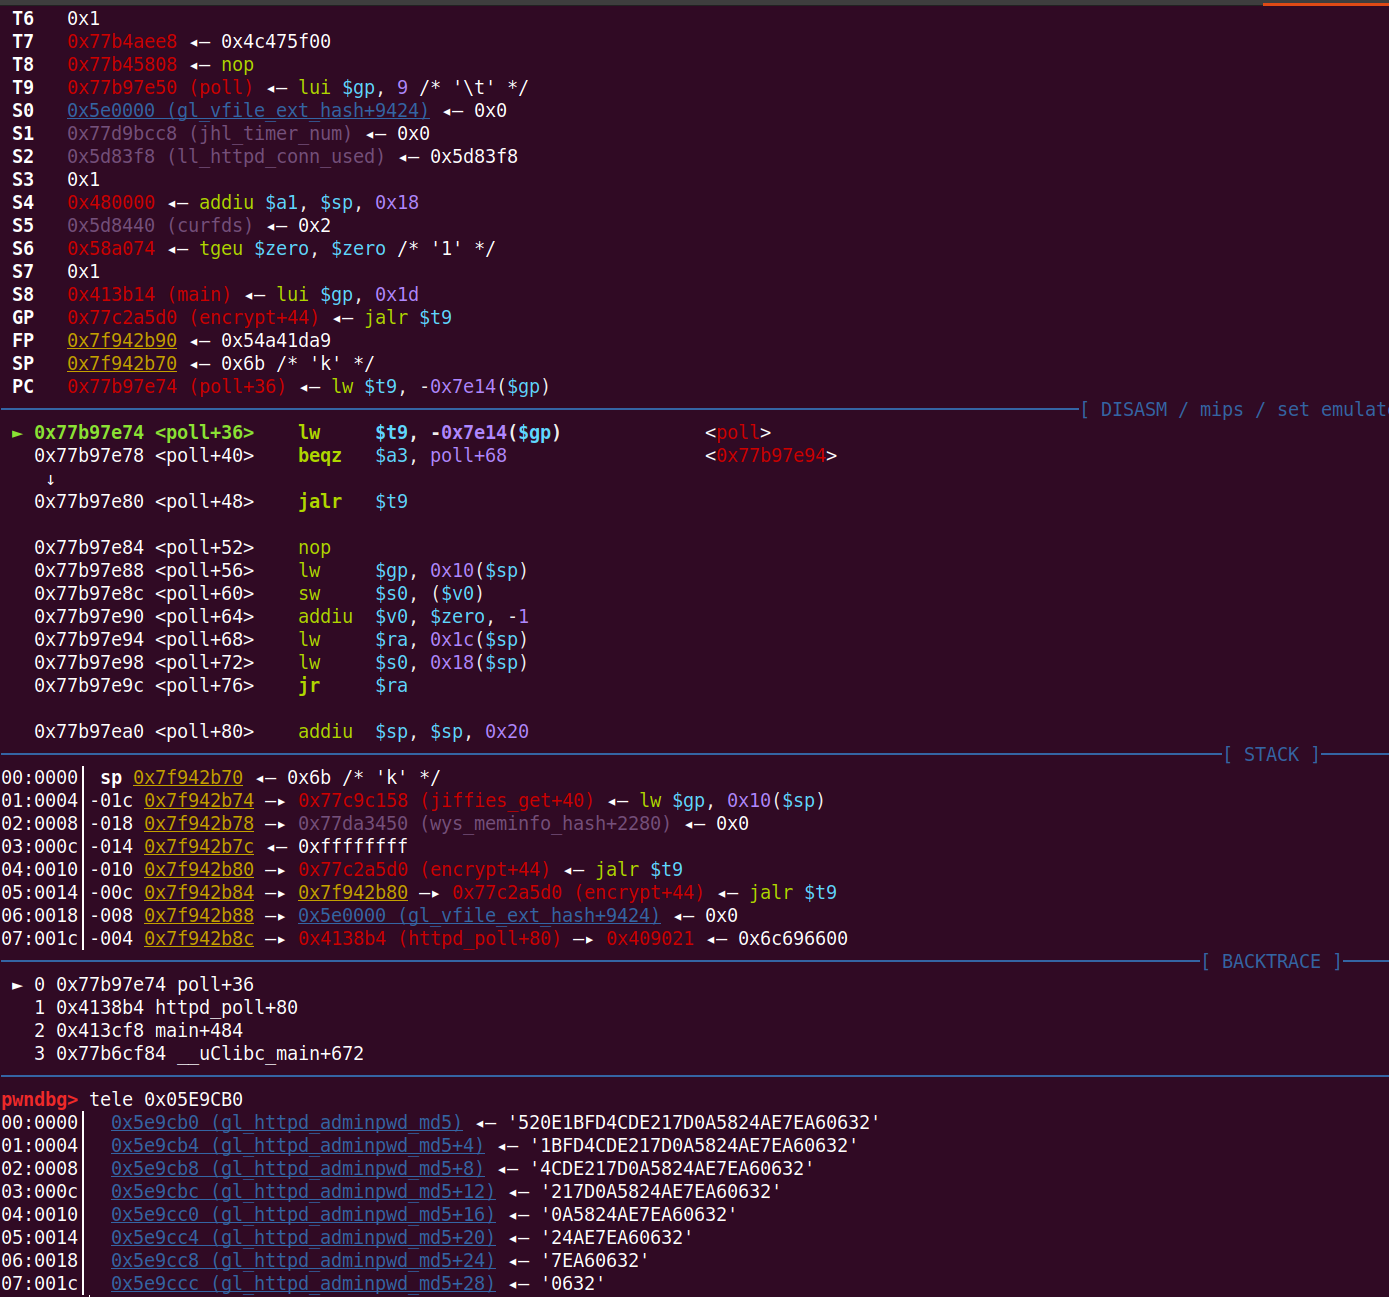 T6   0x1
T7   0x77b4aee8 ◂— 0x4c475f00
T8   0x77b45808 ◂— nop
T9   0x77b97e50 (poll) ◂— lui $gp, 9 /* '\t' */
S0   0x5e0000 (gl_vfile_ext_hash+9424) ◂— 0x0
S1   0x77d9bcc8 (jhl_timer_num) ◂— 0x0
S2   0x5d83f8 (ll_httpd_conn_used) ◂— 0x5d83f8
S3   0x1
S4   0x480000 ◂— addiu $a1, $sp, 0x18
S5   0x5d8440 (curfds) ◂— 0x2
S6   0x58a074 ◂— tgeu $zero, $zero /* '1' */
S7   0x1
S8   0x413b14 (main) ◂— lui $gp, 0x1d
GP   0x77c2a5d0 (encrypt+44) ◂— jalr $t9
FP   0x7f942b90 ◂— 0x54a41da9
SP   0x7f942b70 ◂— 0x6b /* 'k' */
PC   0x77b97e74 (poll+36) ◂— lw $t9, -0x7e14($gp)
[ DISASM / mips / set emulat
► 0x77b97e74 <poll+36>    lw     $t9, -0x7e14($gp)             <poll>
0x77b97e78 <poll+40>    beqz   $a3, poll+68                  <0x77b97e94>
↓
0x77b97e80 <poll+48>    jalr   $t9
0x77b97e84 <poll+52>    nop
0x77b97e88 <poll+56>    lw     $gp, 0x10($sp)
0x77b97e8c <poll+60>    sw     $s0, ($v0)
0x77b97e90 <poll+64>    addiu  $v0, $zero, -1
0x77b97e94 <poll+68>    lw     $ra, 0x1c($sp)
0x77b97e98 <poll+72>    lw     $s0, 0x18($sp)
0x77b97e9c <poll+76>    jr     $ra
0x77b97ea0 <poll+80>    addiu  $sp, $sp, 0x20
[ STACK ]
00:0000│ sp 0x7f942b70 ◂— 0x6b /* 'k' */
01:0004│-01c 0x7f942b74 —▸ 0x77c9c158 (jiffies_get+40) ◂— lw $gp, 0x10($sp)
02:0008│-018 0x7f942b78 —▸ 0x77da3450 (wys_meminfo_hash+2280) ◂— 0x0
03:000c│-014 0x7f942b7c ◂— 0xffffffff
04:0010│-010 0x7f942b80 —▸ 0x77c2a5d0 (encrypt+44) ◂— jalr $t9
05:0014│-00c 0x7f942b84 —▸ 0x7f942b80 —▸ 0x77c2a5d0 (encrypt+44) ◂— jalr $t9
06:0018│-008 0x7f942b88 —▸ 0x5e0000 (gl_vfile_ext_hash+9424) ◂— 0x0
07:001c│-004 0x7f942b8c —▸ 0x4138b4 (httpd_poll+80) —▸ 0x409021 ◂— 0x6c696600
[ BACKTRACE ]
► 0 0x77b97e74 poll+36
1 0x4138b4 httpd_poll+80
2 0x413cf8 main+484
3 0x77b6cf84 __uClibc_main+672
pwndbg> tele 0x05E9CB0
00:0000│  0x5e9cb0 (gl_httpd_adminpwd_md5) ◂— '520E1BFD4CDE217D0A5824AE7EA60632'
01:0004│  0x5e9cb4 (gl_httpd_adminpwd_md5+4) ◂— '1BFD4CDE217D0A5824AE7EA60632'
02:0008│  0x5e9cb8 (gl_httpd_adminpwd_md5+8) ◂— '4CDE217D0A5824AE7EA60632'
03:000c│  0x5e9cbc (gl_httpd_adminpwd_md5+12) ◂— '217D0A5824AE7EA60632'
04:0010│  0x5e9cc0 (gl_httpd_adminpwd_md5+16) ◂— '0A5824AE7EA60632'
05:0014│  0x5e9cc4 (gl_httpd_adminpwd_md5+20) ◂— '24AE7EA60632'
06:0018│  0x5e9cc8 (gl_httpd_adminpwd_md5+24) ◂— '7EA60632'
07:001c│  0x5e9ccc (gl_httpd_adminpwd_md5+28) ◂— '0632'